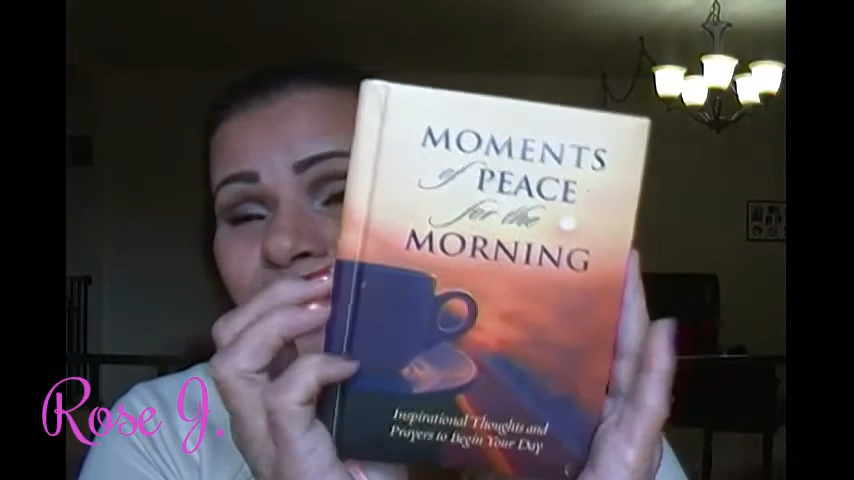 MOMENTS
of PEACE
for the
MORNING
Inspirational Thoughts and
Prayers to Begin Your Day
Rose J.